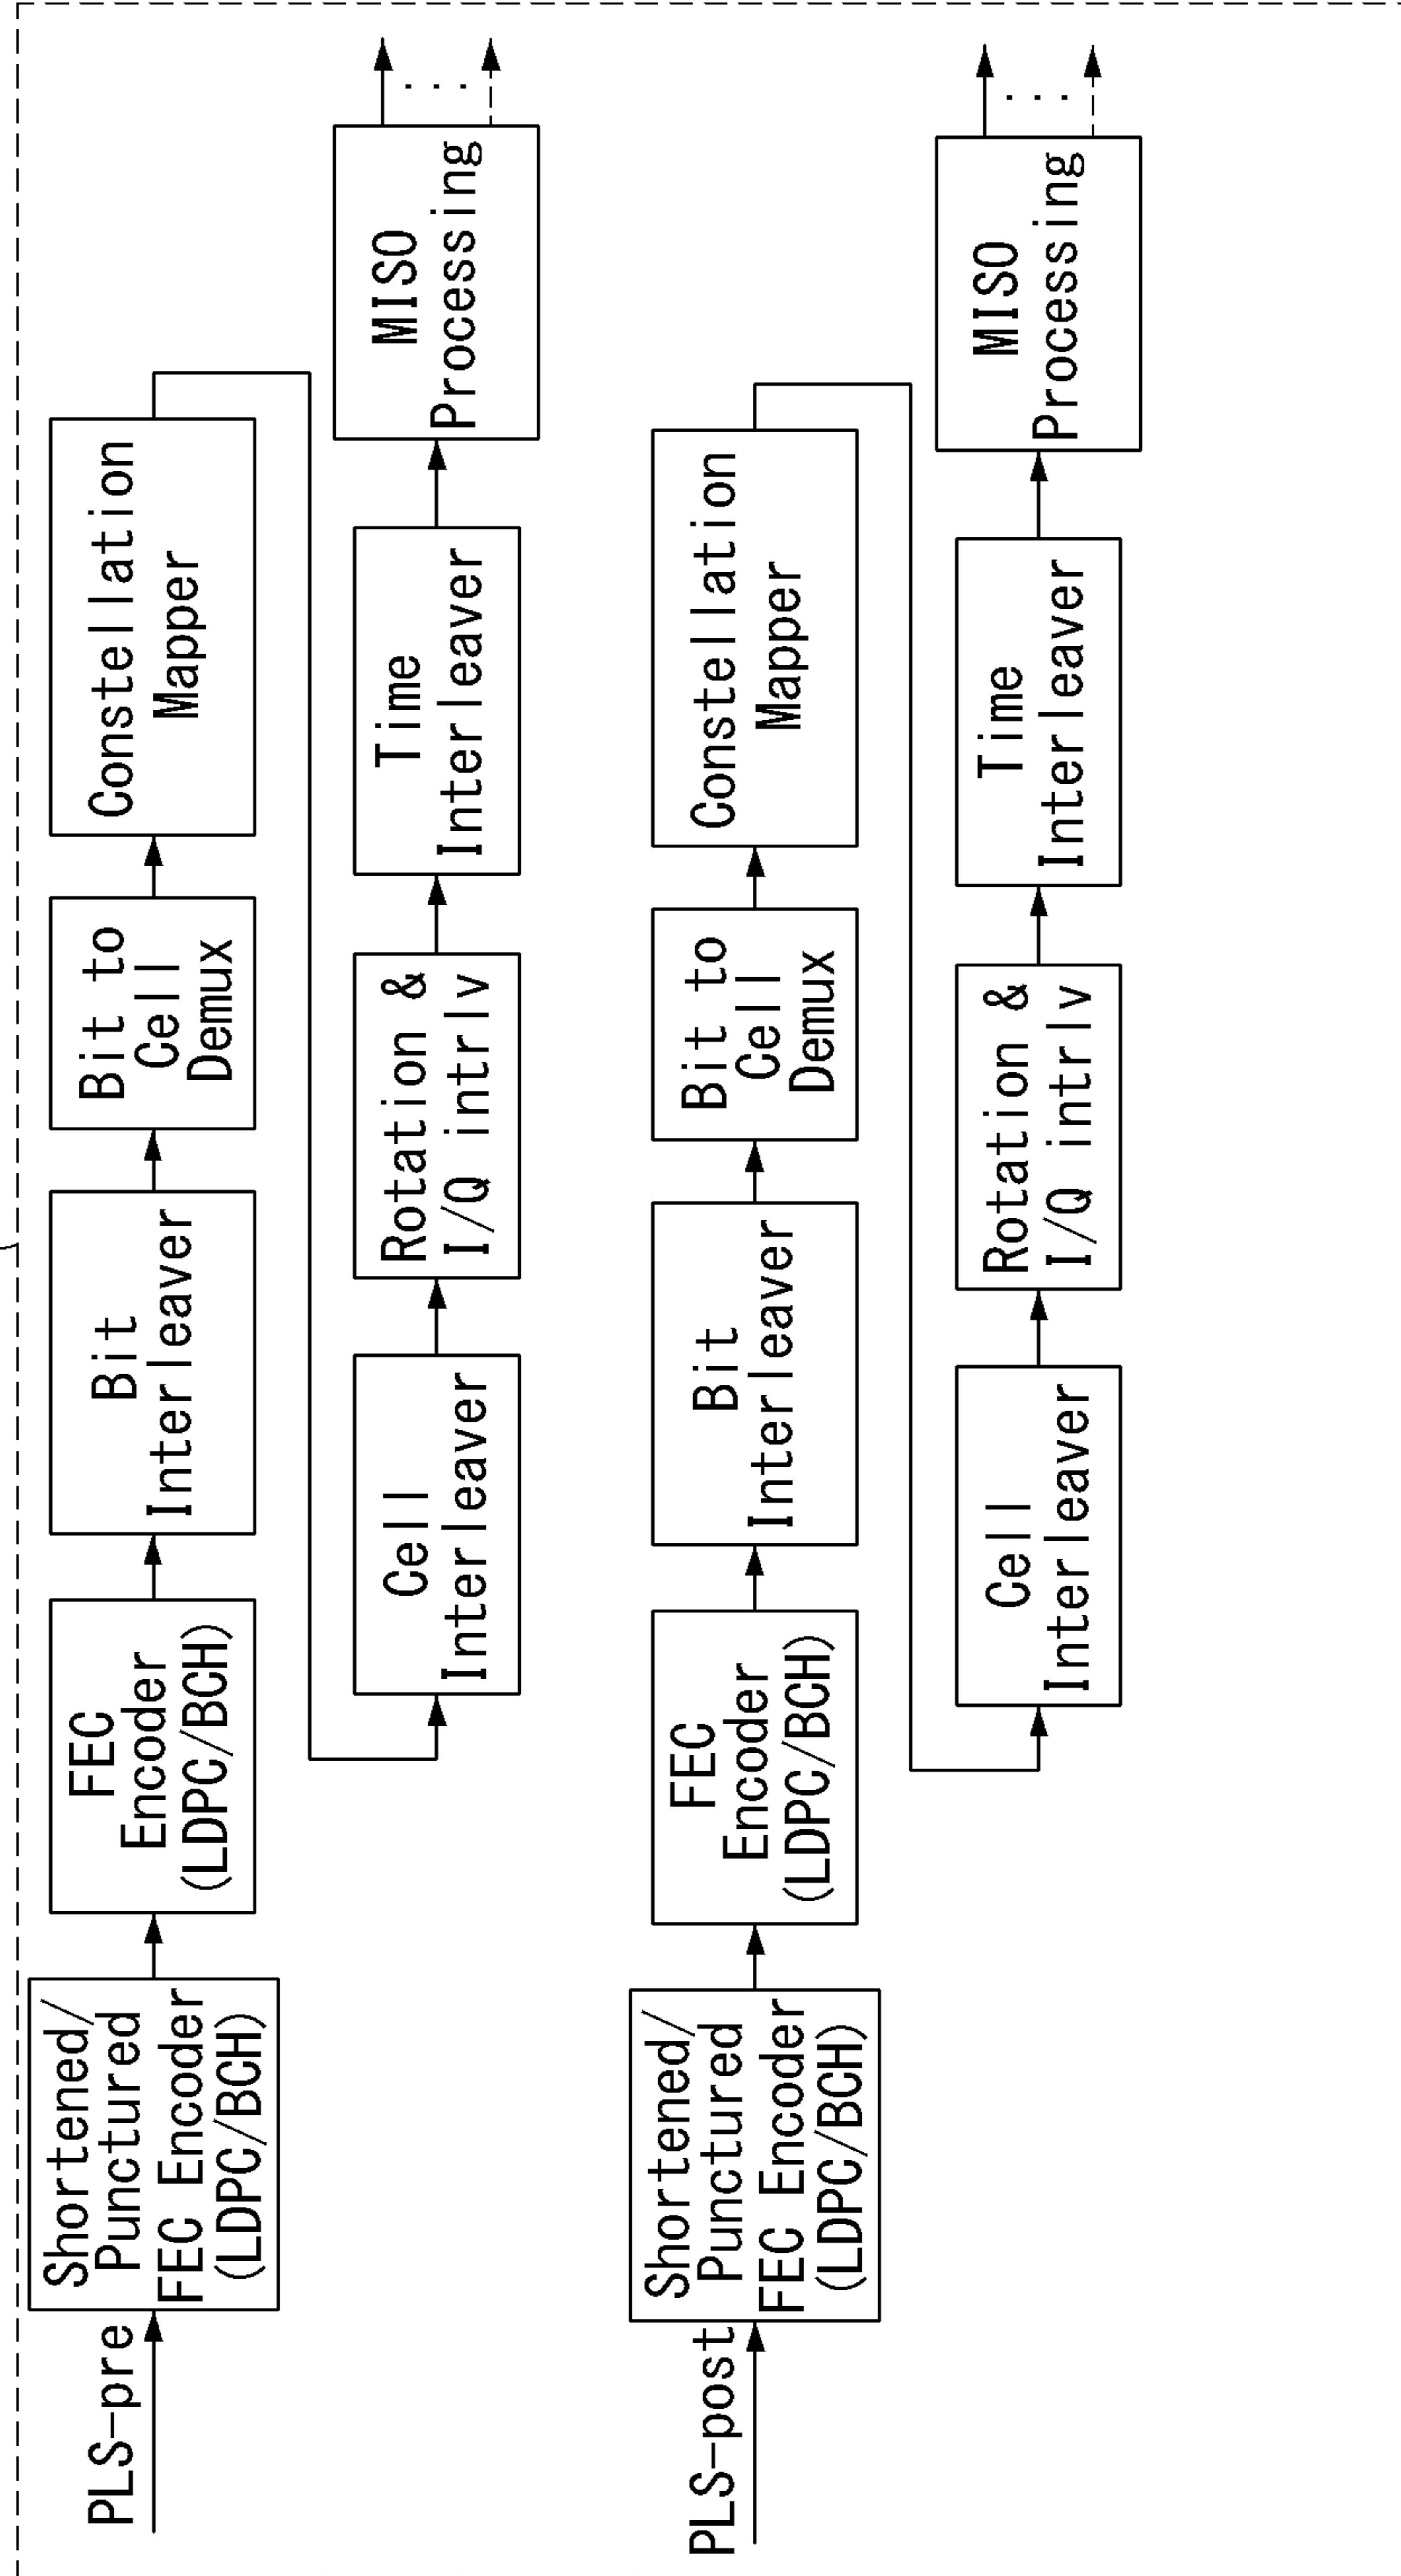 PLS-pre
Shortened/
Punctured
FEC Encoder
(LDPC/BCH)
FEC
Encoder
(LDPC/BCH)
Bit
Interleaver
Bit to
Cell
Demux
Constellation
Mapper
Cell
Interleaver
Rotation &
I/Q intrlv
Time
Interleaver
MISO
Processing
...
PLS-post
Shortened/
Punctured
FEC Encoder
(LDPC/BCH)
FEC
Encoder
(LDPC/BCH)
Bit
Interleaver
Bit to
Cell
Demux
Constellation
Mapper
Cell
Interleaver
Rotation &
I/Q intrlv
Time
Interleaver
MISO
Processing
...